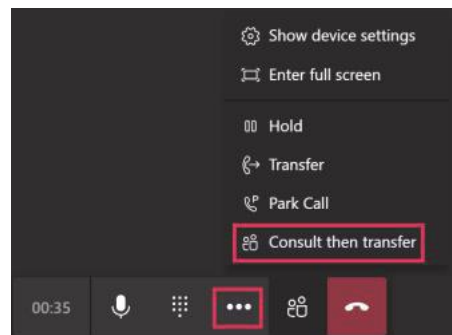 Show device settings
Enter full screen
Hold
Transfer
Park Call
Consult then transfer
00:35